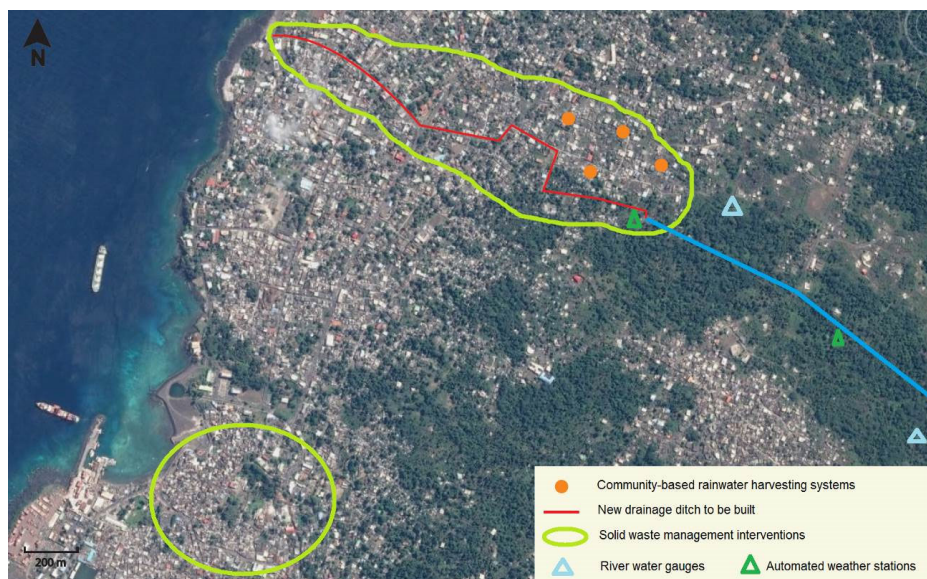 N
200 m
Community-based rainwater harvesting systems
New drainage ditch to be built
Solid waste management interventions
River water gauges
Automated weather stations